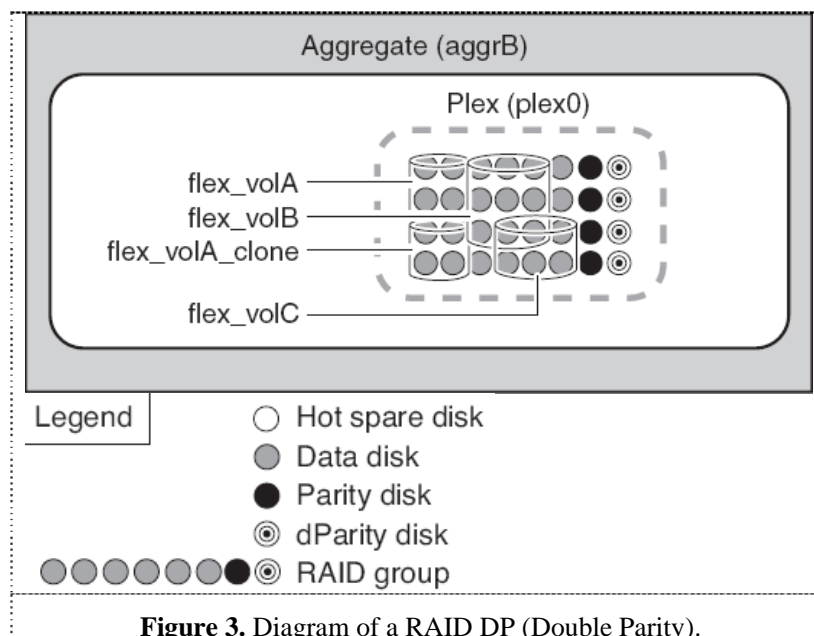 Aggregate (aggrB)
Plex (plex0)
flex_volA
flex_volB
flex_volA_clone
flex_volC
Legend
Hot spare disk
Data disk
Parity disk
dParity disk
RAID group
Figure 3. Diagram of a RAID DP (Double Parity).